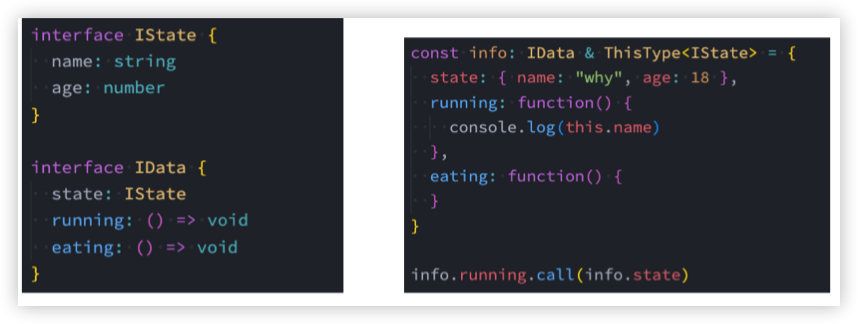 interface IState {
name: string
age: number
}
interface IData {
state: IState
running: () => void
eating: () => void
}
const info: IData & ThisType<IState> = {
state: { name: "why", age: 18 },
running: function() {
console.log(this.name)
},
eating: function() {
}
}
info.running.call(info.state)